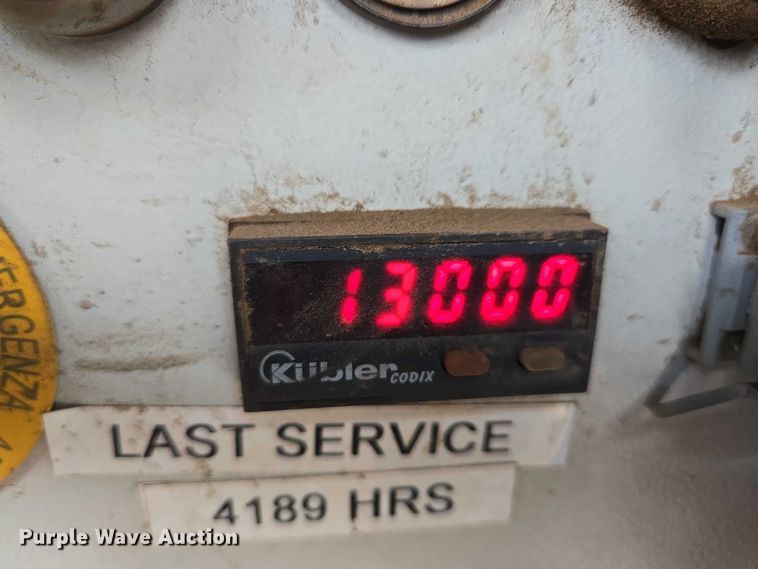 13000
Kübler CODIX
LAST SERVICE
4189 HRS
Purple Wave Auction